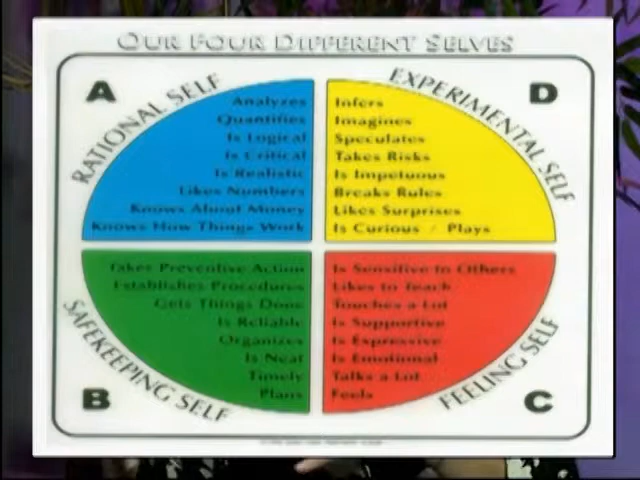 OUR FOUR DIFFERENT SELVES
A
RATIONAL SELF
Analyzes
Quantifies
Is Logical
Is Critical
Is Realistic
Likes Numbers
Knows About Money
Knows How Things Work
D
EXPERIMENTAL SELF
Infers
Imagines
Speculates
Takes Risks
Is Impetuous
Breaks Rules
Likes Surprises
Is Curious / Plays
B
SAFEKEEPING SELF
Takes Preventive Action
Establishes Procedures
Gets Things Done
Is Reliable
Organizes
Is Neat
Timely
Plans
C
FEELING SELF
Is Sensitive to Others
Likes to Teach
Touches a Lot
Is Supportive
Is Expressive
Is Emotional
Talks a Lot
Feels